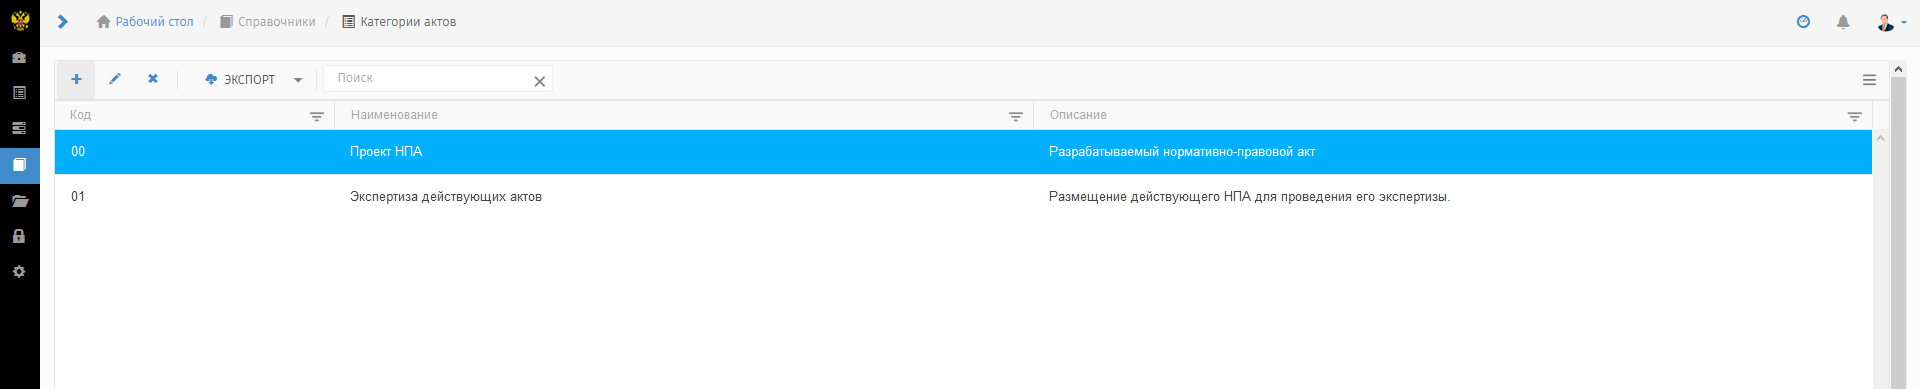 Рабочий стол / Справочники / Категории актов
ЭКСПОРТ Поиск
Код Наименование Описание
00 Проект НПА Разрабатываемый нормативно-правовой акт
01 Экспертиза действующих актов Размещение действующего НПА для проведения его экспертизы.